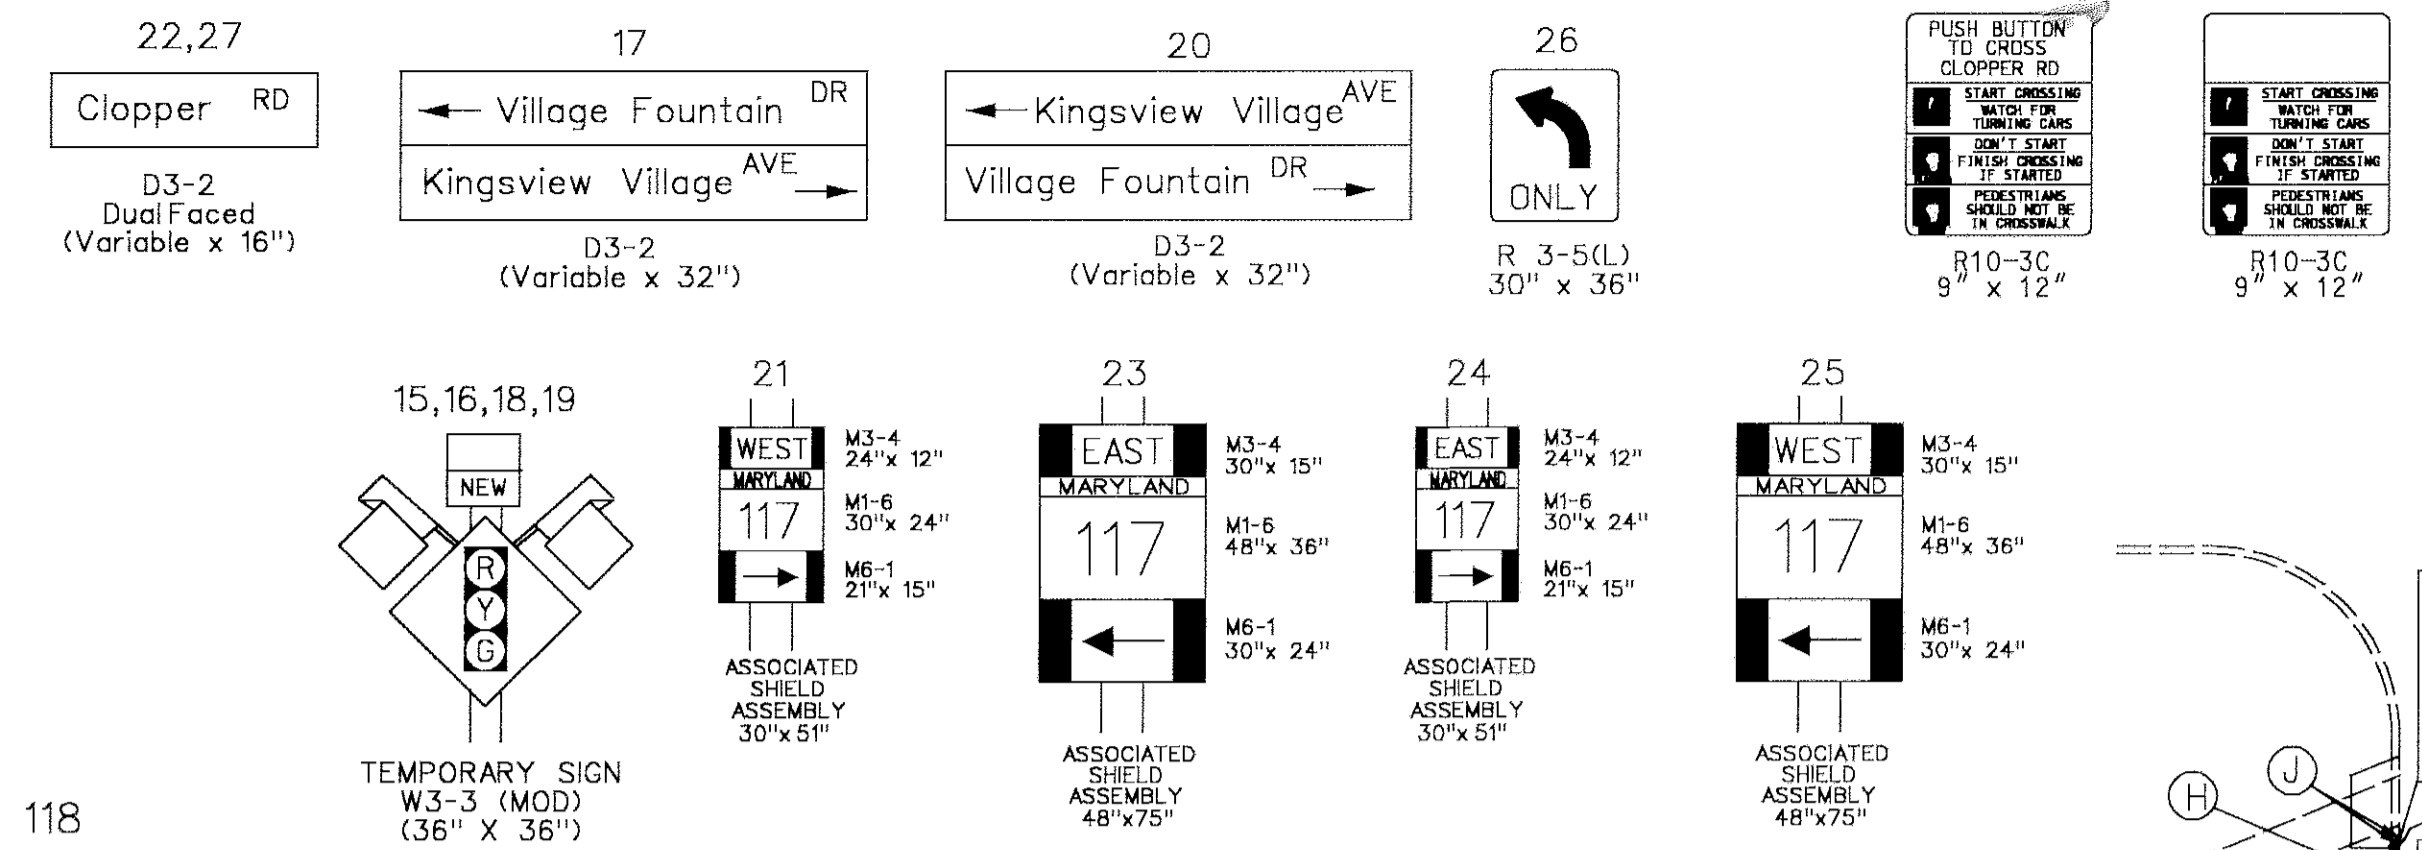 22,27
Clopper RD
D3-2
Dual Faced
(Variable x 16")
17
Village Fountain DR
Kingsview Village AVE
D3-2
(Variable x 32")
20
Kingsview Village AVE
Village Fountain DR
D3-2
(Variable x 32")
26
ONLY
R 3-5(L)
30" x 36"
PUSH BUTTON
TO CROSS
CLOPPER RD
START CROSSING
WATCH FOR
TURNING CARS
DON'T START
FINISH CROSSING
IF STARTED
PEDESTRIANS
SHOULD NOT BE
IN CROSSWALK
R10-3C
9" x 12"
START CROSSING
WATCH FOR
TURNING CARS
DON'T START
FINISH CROSSING
IF STARTED
PEDESTRIANS
SHOULD NOT BE
IN CROSSWALK
R10-3C
9" x 12"
15,16,18,19
NEW
R
Y
G
TEMPORARY SIGN
W3-3 (MOD)
(36" X 36")
21
WEST
MARYLAND
117
M3-4
24"x 12"
M1-6
30"x 24"
M6-1
21"x 15"
ASSOCIATED
SHIELD
ASSEMBLY
30"x 51"
23
EAST
MARYLAND
117
M3-4
30"x 15"
M1-6
48"x 36"
M6-1
30"x 24"
ASSOCIATED
SHIELD
ASSEMBLY
48"x75"
24
EAST
MARYLAND
117
M3-4
24"x 12"
M1-6
30"x 24"
M6-1
21"x 15"
ASSOCIATED
SHIELD
ASSEMBLY
30"x 51"
25
WEST
MARYLAND
117
M3-4
30"x 15"
M1-6
48"x 36"
M6-1
30"x 24"
ASSOCIATED
SHIELD
ASSEMBLY
48"x75"
118
H
J